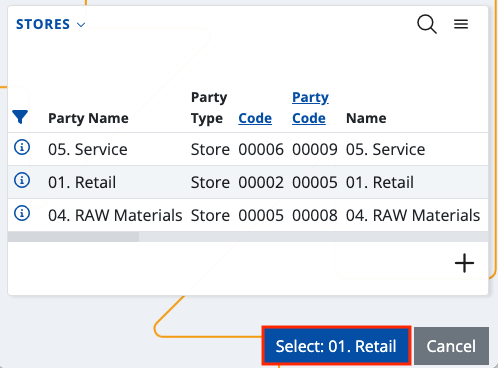 STORES
Party Name Party Type Code Party Code Name
05. Service Store 00006 00009 05. Service
01. Retail Store 00002 00005 01. Retail
04. RAW Materials Store 00005 00008 04. RAW Materials
Select: 01. Retail Cancel